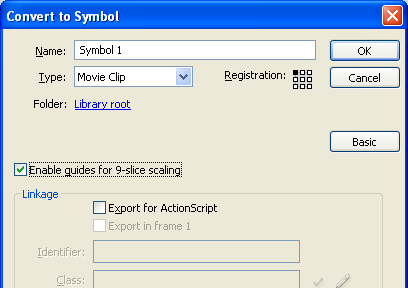 Convert to Symbol
Name: Symbol 1 OK
Type: Movie Clip Registration: Cancel
Folder: Library root
Basic
Enable guides for 9-slice scaling
Linkage
Export for ActionScript
Export in frame 1
Identifier:
Class: